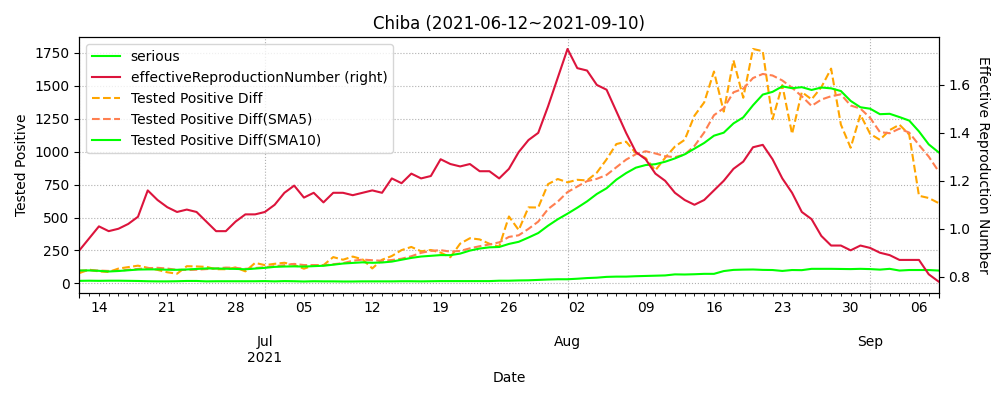 Chiba (2021-06-12~2021-09-10)
serious
effectiveReproductionNumber (right)
Tested Positive Diff
Tested Positive Diff(SMA5)
Tested Positive Diff(SMA10)
Tested Positive
1750
1500
1250
1000
750
500
250
0
1.6
1.4
1.2
1.0
0.8
Effective Reproduction Number
14 21 28 05 12 19 26 02 09 16 23 30 06
Jul Aug Sep
2021
Date